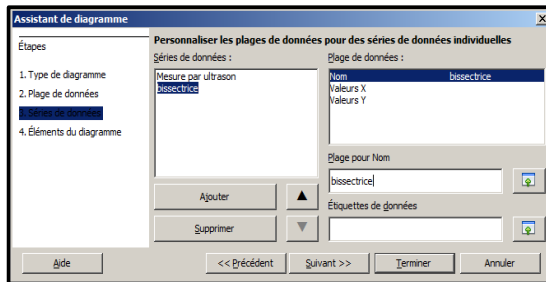 Assistant de diagramme
Étapes
1. Type de diagramme
2. Plage de données
3. Séries de données
4. Éléments du diagramme
Personnaliser les plages de données pour des séries de données individuelles
Séries de données :
Mesure par ultrason
bissectrice
Ajouter
Supprimer
Plage de données :
Nom bissectrice
Valeurs X
Valeurs Y
Plage pour Nom
bissectrice
Étiquettes de données
Aide
<< Précédent
Suivant >>
Terminer
Annuler